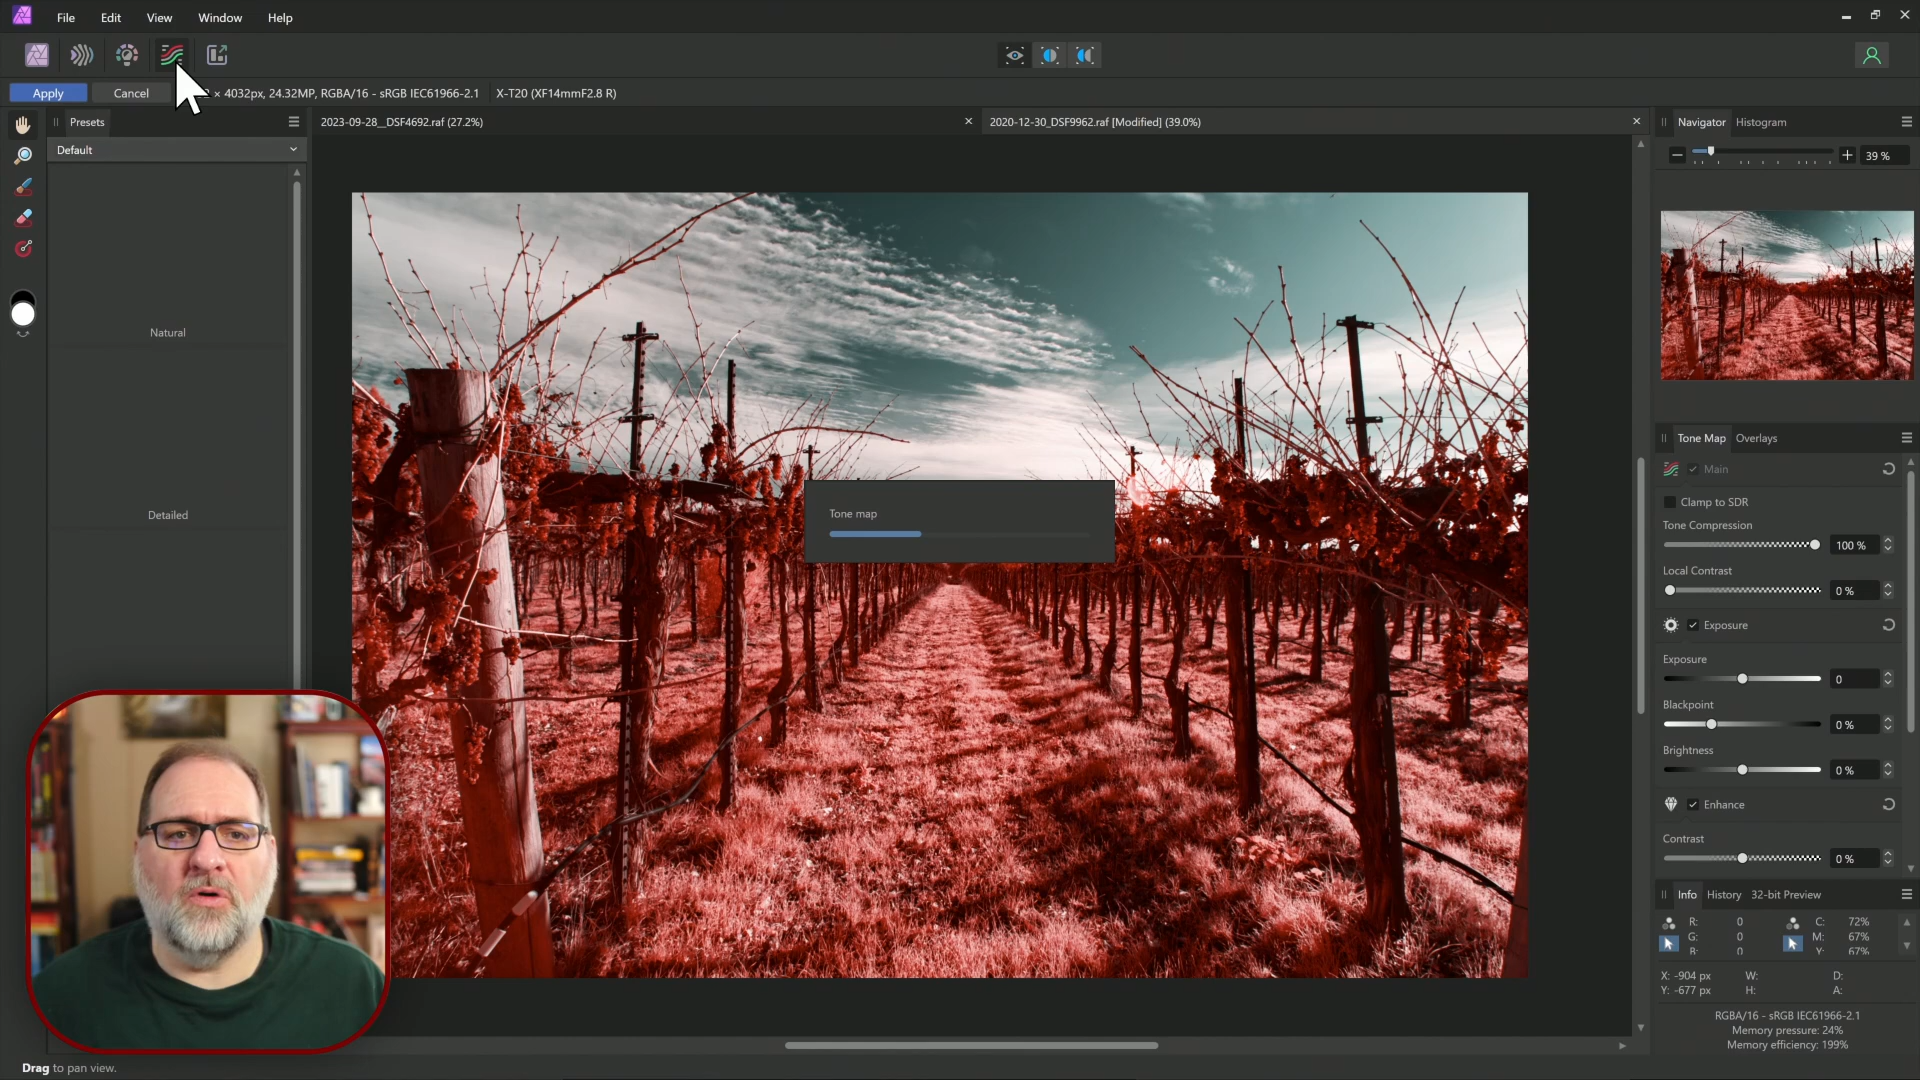 File Edit View Window Help
Apply Cancel × 4032px, 24.32MP, RGBA/16 - sRGB IEC61966-2.1 X-T20 (XF14mmF2.8 R)
Presets
Default
Natural
Detailed
2023-09-28__DSF4692.raf (27.2%)
2020-12-30_DSF9962.raf [Modified] (39.0%)
Tone map
Navigator Histogram
39 %
Tone Map Overlays
Main
Clamp to SDR
Tone Compression
100 %
Local Contrast
0 %
Exposure
Exposure
0
Blackpoint
0 %
Brightness
0 %
Enhance
Contrast
0 %
Info History 32-bit Preview
R: 0 C: 72%
G: 0 M: 67%
B: 0 Y: 67%
X: -904 px W: D:
Y: -677 px H: A:
RGBA/16 - sRGB IEC61966-2.1
Memory pressure: 24%
Memory efficiency: 199%
Drag to pan view.